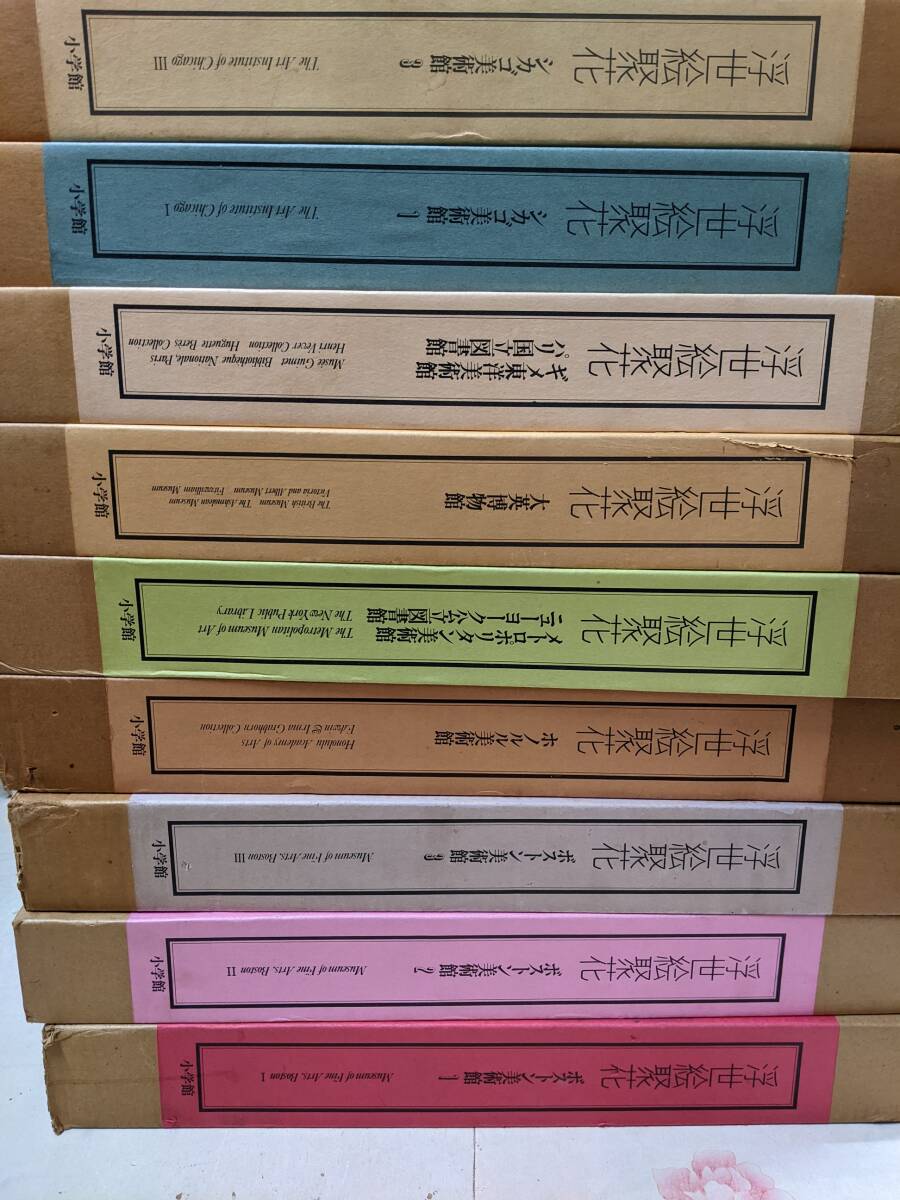 浮世絵聚花
シカゴ美術館3
The Art Institute of Chicago III
小学館
浮世絵聚花
シカゴ美術館1
The Art Institute of Chicago I
小学館
浮世絵聚花
ギメ東洋美術館
パリ国立図書館
Musée Guimet Bibliothèque Nationale, Paris
Henri Vever Collection Huguette Berès Collection
小学館
浮世絵聚花
大英博物館
The British Museum The Ashmolean Museum
Victoria and Albert Museum Fitzwilliam Museum
小学館
浮世絵聚花
メトロポリタン美術館
ニューヨーク公立図書館
The Metropolitan Museum of Art
The New York Public Library
小学館
浮世絵聚花
ホノルル美術館
Honolulu Academy of Arts
Edwin & Irma Grabhorn Collection
小学館
浮世絵聚花
ボストン美術館3
Museum of Fine Arts, Boston III
小学館
浮世絵聚花
ボストン美術館2
Museum of Fine Arts, Boston II
小学館
浮世絵聚花
ボストン美術館1
Museum of Fine Arts, Boston I
小学館